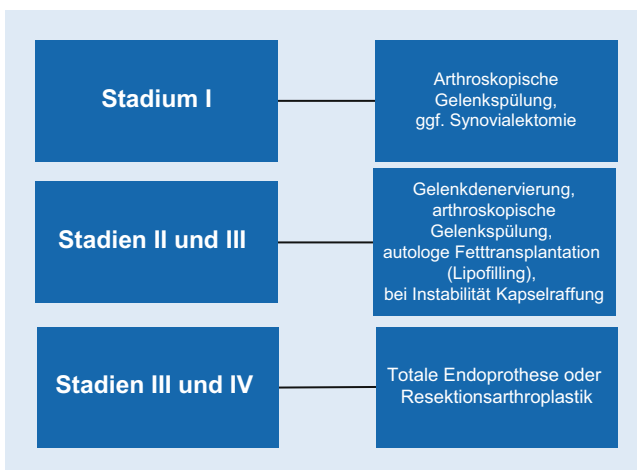 Stadium I
Arthroskopische
Gelenkspülung,
ggf. Synovialektomie
Stadien II und III
Gelenkdenervierung,
arthroskopische
Gelenkspülung,
autologe Fetttransplantation
(Lipofilling),
bei Instabilität Kapselraffung
Stadien III und IV
Totale Endoprothese oder
Resektionsarthroplastik